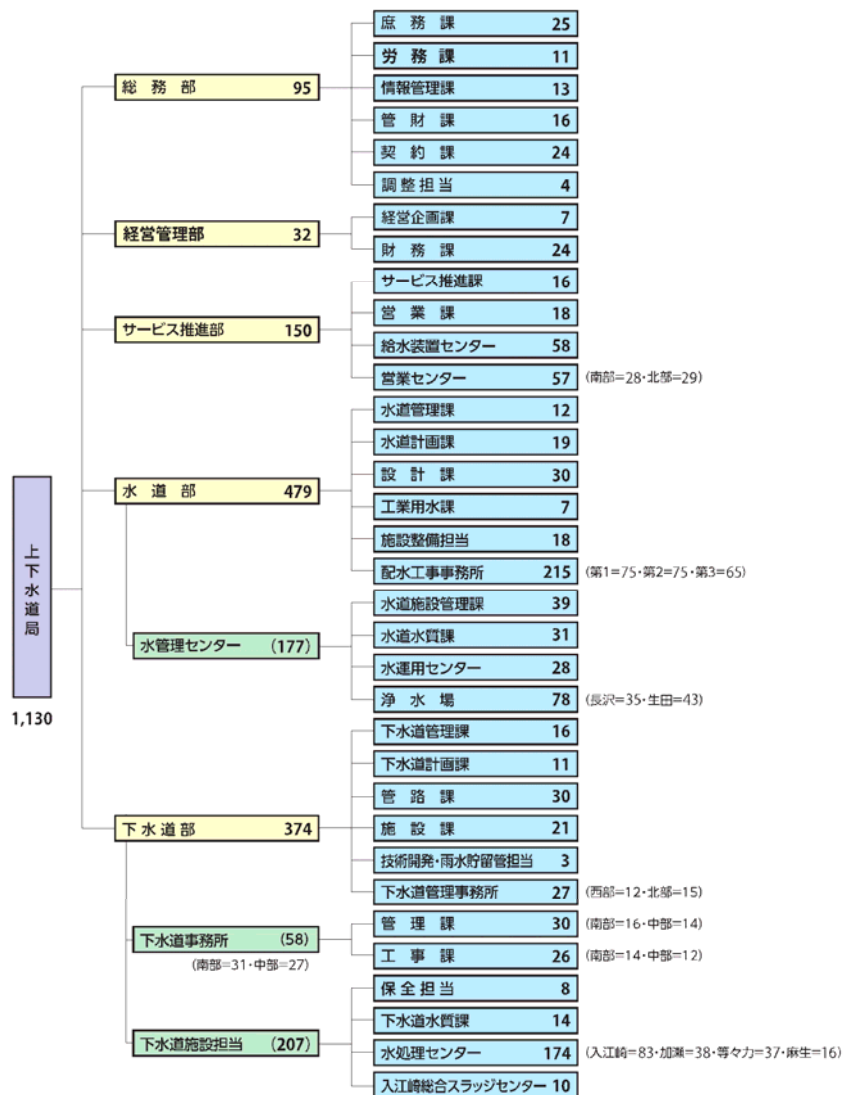 上下水道局
1,130
総務部 95
庶務課 25
労務課 11
情報管理課 13
管財課 16
契約課 24
調整担当 4
経営管理部 32
経営企画課 7
財務課 24
サービス推進部 150
サービス推進課 16
営業課 18
給水装置センター 58
営業センター 57 (南部=28・北部=29)
水道部 479
水道管理課 12
水道計画課 19
設計課 30
工業用水課 7
施設整備担当 18
配水工事事務所 215 (第1=75・第2=75・第3=65)
水管理センター (177)
水道施設管理課 39
水道水質課 31
水運用センター 28
浄水場 78 (長沢=35・生田=43)
下水道部 374
下水道管理課 16
下水道計画課 11
管路課 30
施設課 21
技術開発・雨水貯留管担当 3
下水道管理事務所 27 (西部=12・北部=15)
下水道事務所 (58)
(南部=31・中部=27)
管理課 30 (南部=16・中部=14)
工事課 26 (南部=14・中部=12)
下水道施設担当 (207)
保全担当 8
下水道水質課 14
水処理センター 174 (入江崎=83・加瀬=38・等々力=37・麻生=16)
入江崎総合スラッジセンター 10